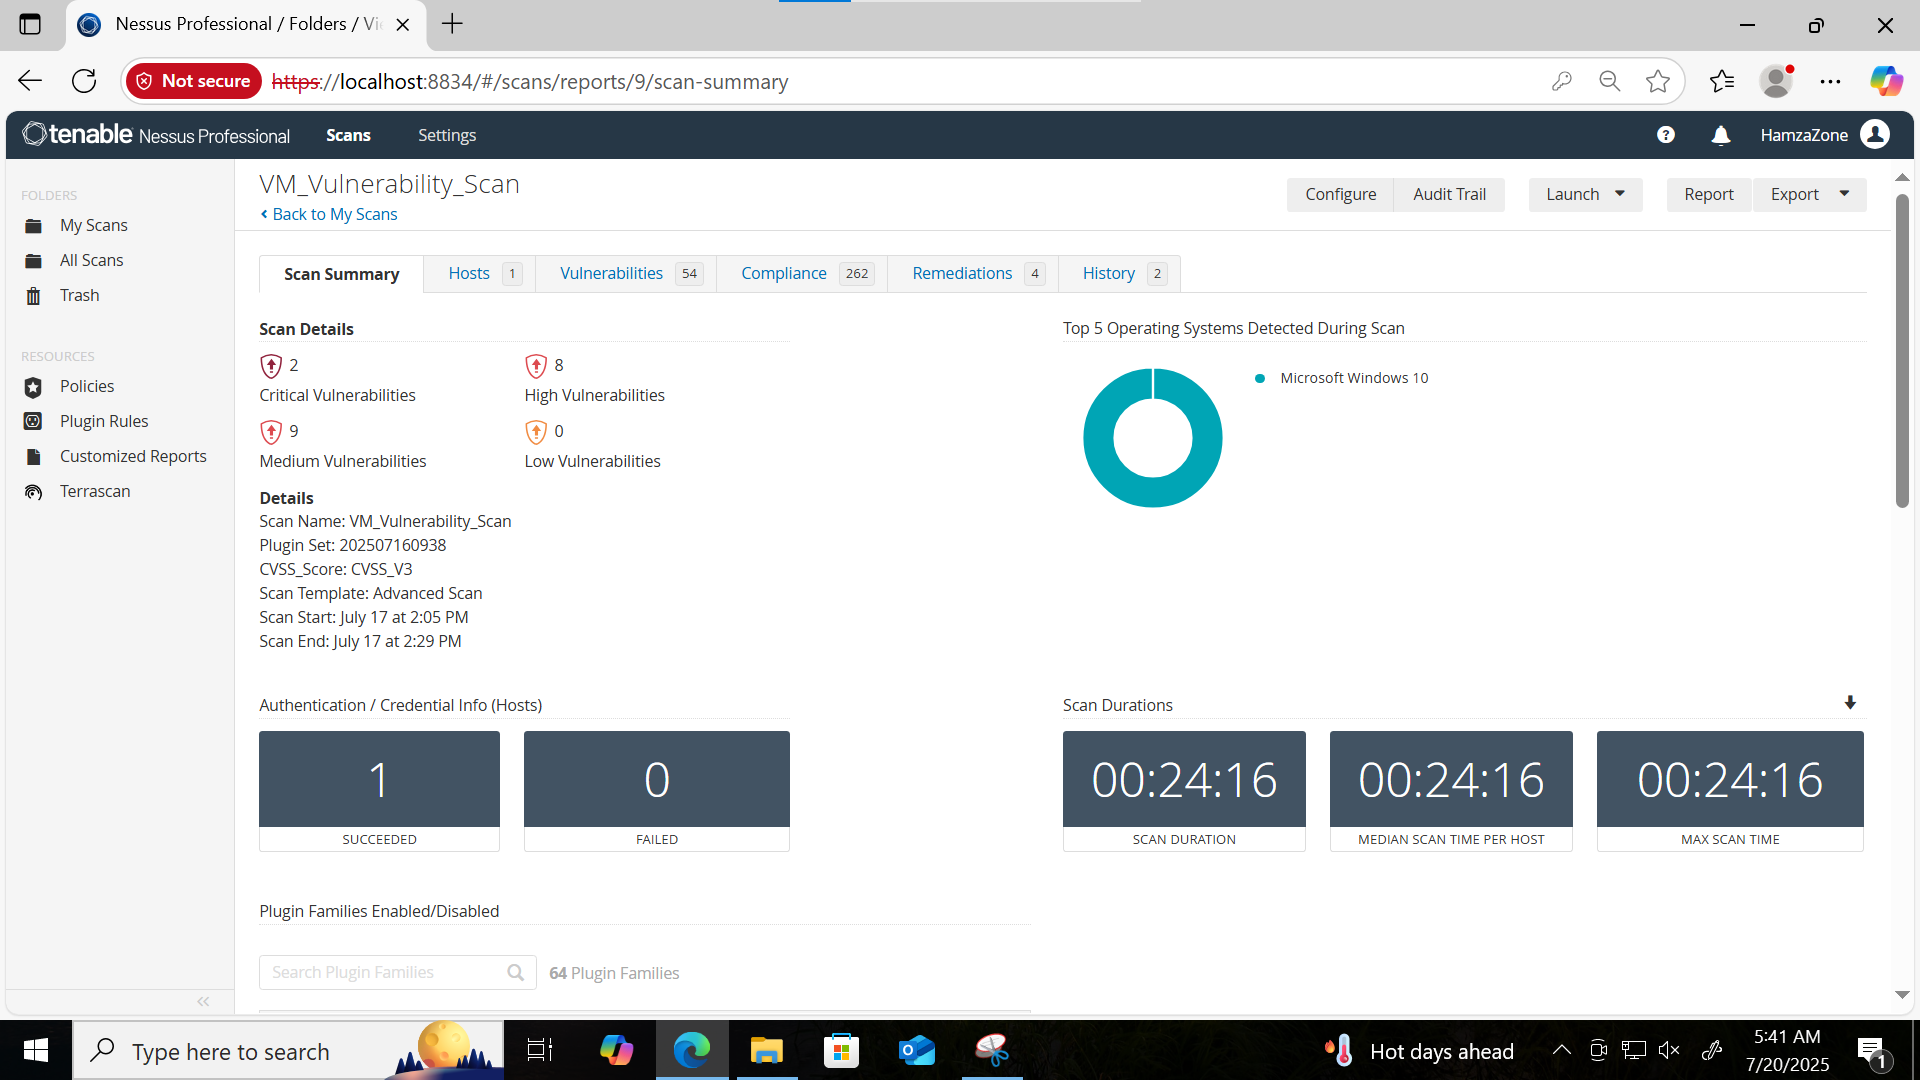 Nessus Professional / Folders / Vi
Not secure
https://localhost:8834/#/scans/reports/9/scan-summary
tenable Nessus Professional
Scans
Settings
HamzaZone
FOLDERS
My Scans
All Scans
Trash
RESOURCES
Policies
Plugin Rules
Customized Reports
Terrascan
VM_Vulnerability_Scan
Back to My Scans
Configure
Audit Trail
Launch
Report
Export
Scan Summary
Hosts 1
Vulnerabilities 54
Compliance 262
Remediations 4
History 2
Scan Details
2
Critical Vulnerabilities
8
High Vulnerabilities
9
Medium Vulnerabilities
0
Low Vulnerabilities
Details
Scan Name: VM_Vulnerability_Scan
Plugin Set: 202507160938
CVSS_Score: CVSS_V3
Scan Template: Advanced Scan
Scan Start: July 17 at 2:05 PM
Scan End: July 17 at 2:29 PM
Top 5 Operating Systems Detected During Scan
Microsoft Windows 10
Authentication / Credential Info (Hosts)
1
SUCCEEDED
0
FAILED
Scan Durations
00:24:16
SCAN DURATION
00:24:16
MEDIAN SCAN TIME PER HOST
00:24:16
MAX SCAN TIME
Plugin Families Enabled/Disabled
Search Plugin Families
64 Plugin Families
Type here to search
Hot days ahead
5:41 AM
7/20/2025
1